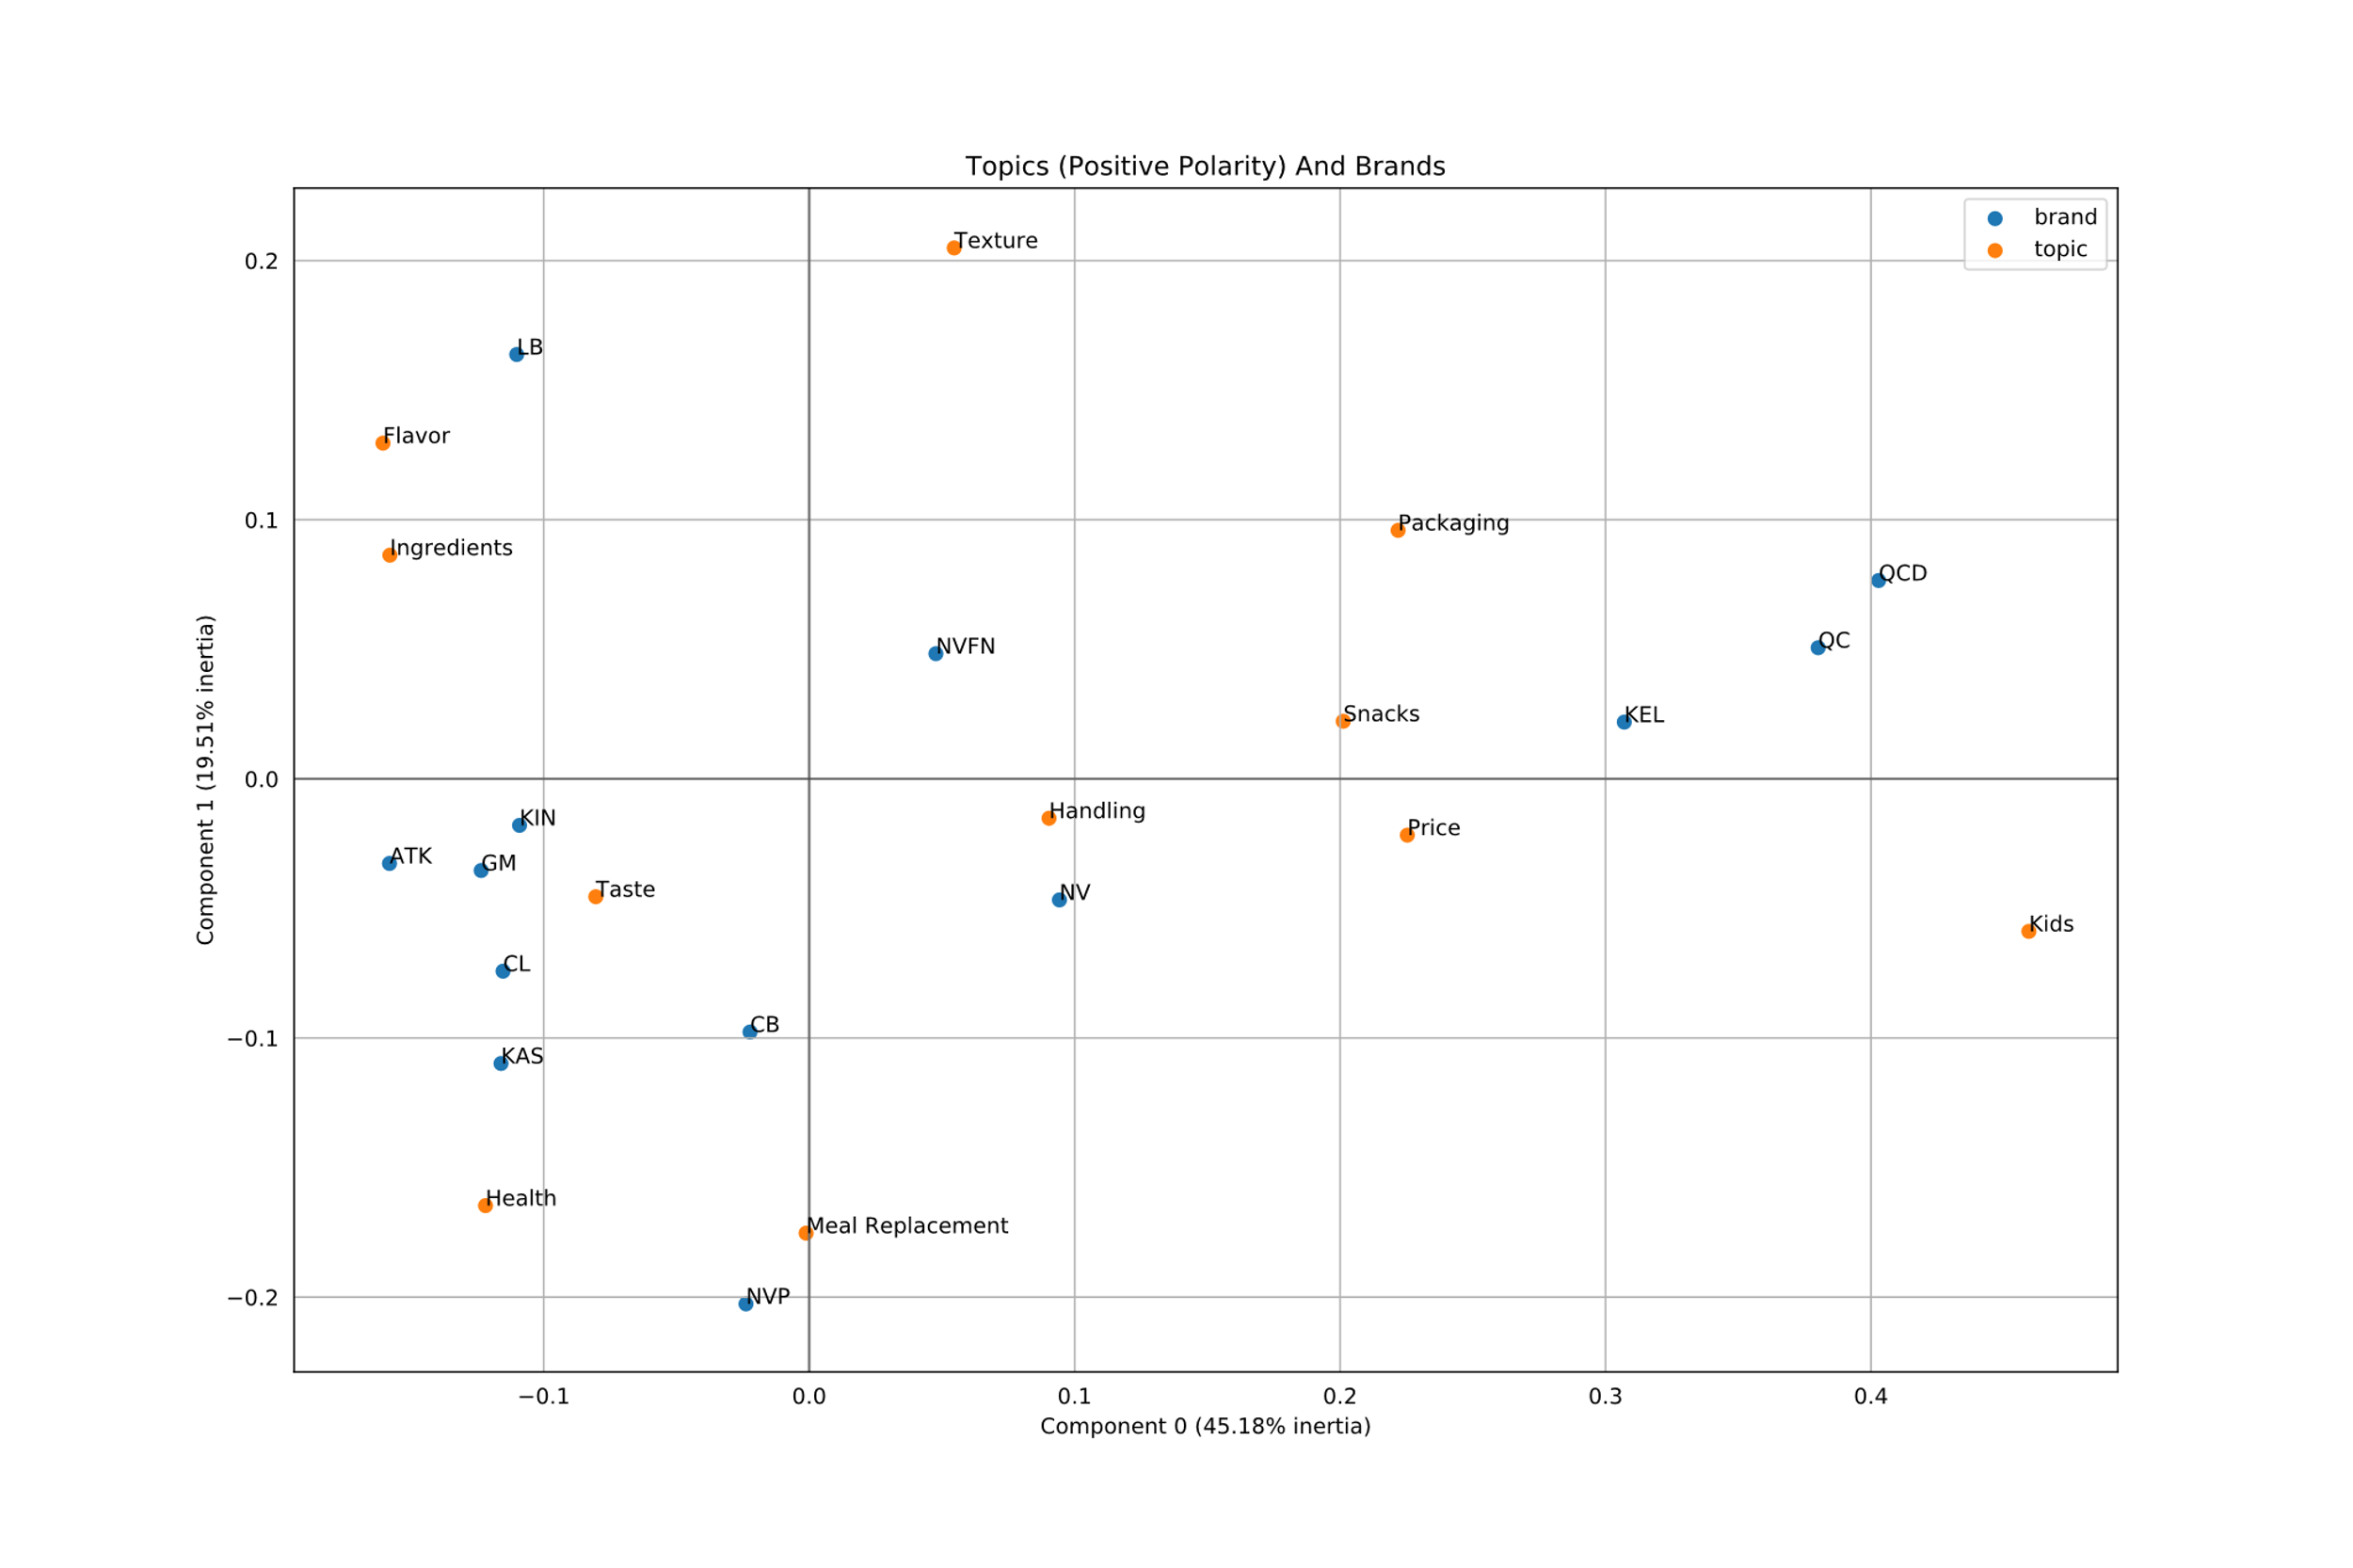 Topics (Positive Polarity) And Brands
brand
topic
Texture
0.2
LB
Flavor
0.1
Packaging
Ingredients
QCD
NVFN
QC
Snacks
KEL
0.0
Handling
KIN
Price
ATK
GM
Taste
NV
Kids
CL
CB
−0.1
KAS
Health
Meal Replacement
NVP
−0.2
Component 1 (19.51% inertia)
−0.1 0.0 0.1 0.2 0.3 0.4
Component 0 (45.18% inertia)